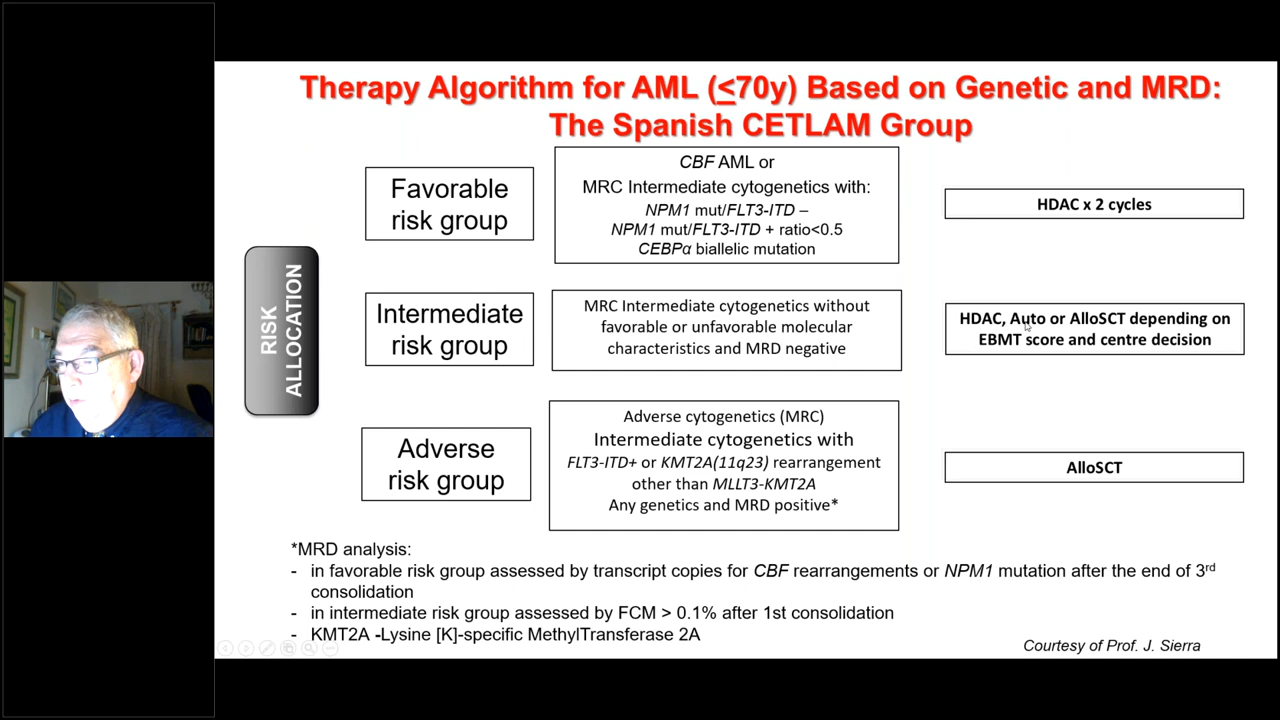 Therapy Algorithm for AML (≤70y) Based on Genetic and MRD:
The Spanish CETLAM Group
RISK
ALLOCATION
Favorable
risk group
CBF AML or
MRC Intermediate cytogenetics with:
NPM1 mut/FLT3-ITD –
NPM1 mut/FLT3-ITD + ratio<0.5
CEBPα biallelic mutation
HDAC x 2 cycles
Intermediate
risk group
MRC Intermediate cytogenetics without
favorable or unfavorable molecular
characteristics and MRD negative
HDAC, Auto or AlloSCT depending on
EBMT score and centre decision
Adverse
risk group
Adverse cytogenetics (MRC)
Intermediate cytogenetics with
FLT3-ITD+ or KMT2A(11q23) rearrangement
other than MLLT3-KMT2A
Any genetics and MRD positive*
AlloSCT
*MRD analysis:
- in favorable risk group assessed by transcript copies for CBF rearrangements or NPM1 mutation after the end of 3rd
consolidation
- in intermediate risk group assessed by FCM > 0.1% after 1st consolidation
- KMT2A -Lysine [K]-specific MethylTransferase 2A
Courtesy of Prof. J. Sierra